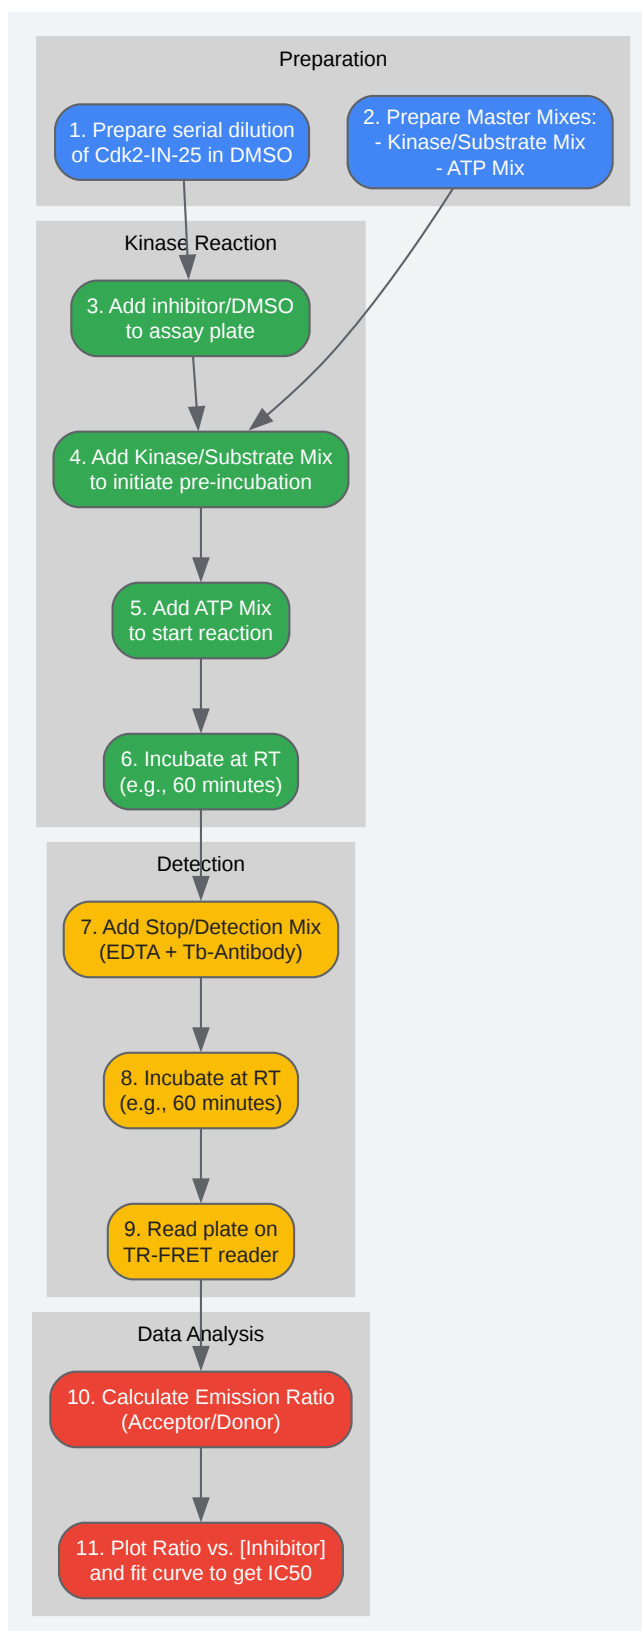 Preparation
1. Prepare serial dilution
of Cdk2-IN-25 in DMSO
2. Prepare Master Mixes:
- Kinase/Substrate Mix
- ATP Mix
Kinase Reaction
3. Add inhibitor/DMSO
to assay plate
4. Add Kinase/Substrate Mix
to initiate pre-incubation
5. Add ATP Mix
to start reaction
6. Incubate at RT
(e.g., 60 minutes)
Detection
7. Add Stop/Detection Mix
(EDTA + Tb-Antibody)
8. Incubate at RT
(e.g., 60 minutes)
9. Read plate on
TR-FRET reader
Data Analysis
10. Calculate Emission Ratio
(Acceptor/Donor)
11. Plot Ratio vs. [Inhibitor]
and fit curve to get IC50